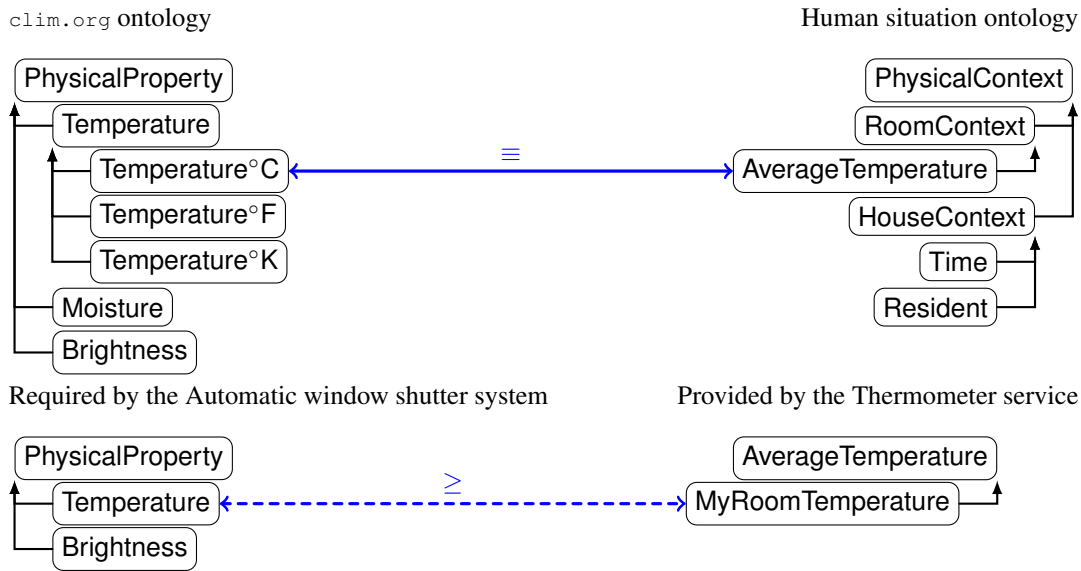 clim.org ontology
Human situation ontology
PhysicalProperty
PhysicalContext
Temperature
RoomContext
Temperature°C
≡
AverageTemperature
Temperature°F
HouseContext
Temperature°K
Time
Moisture
Resident
Brightness
Required by the Automatic window shutter system
Provided by the Thermometer service
PhysicalProperty
AverageTemperature
Temperature
≥
MyRoomTemperature
Brightness